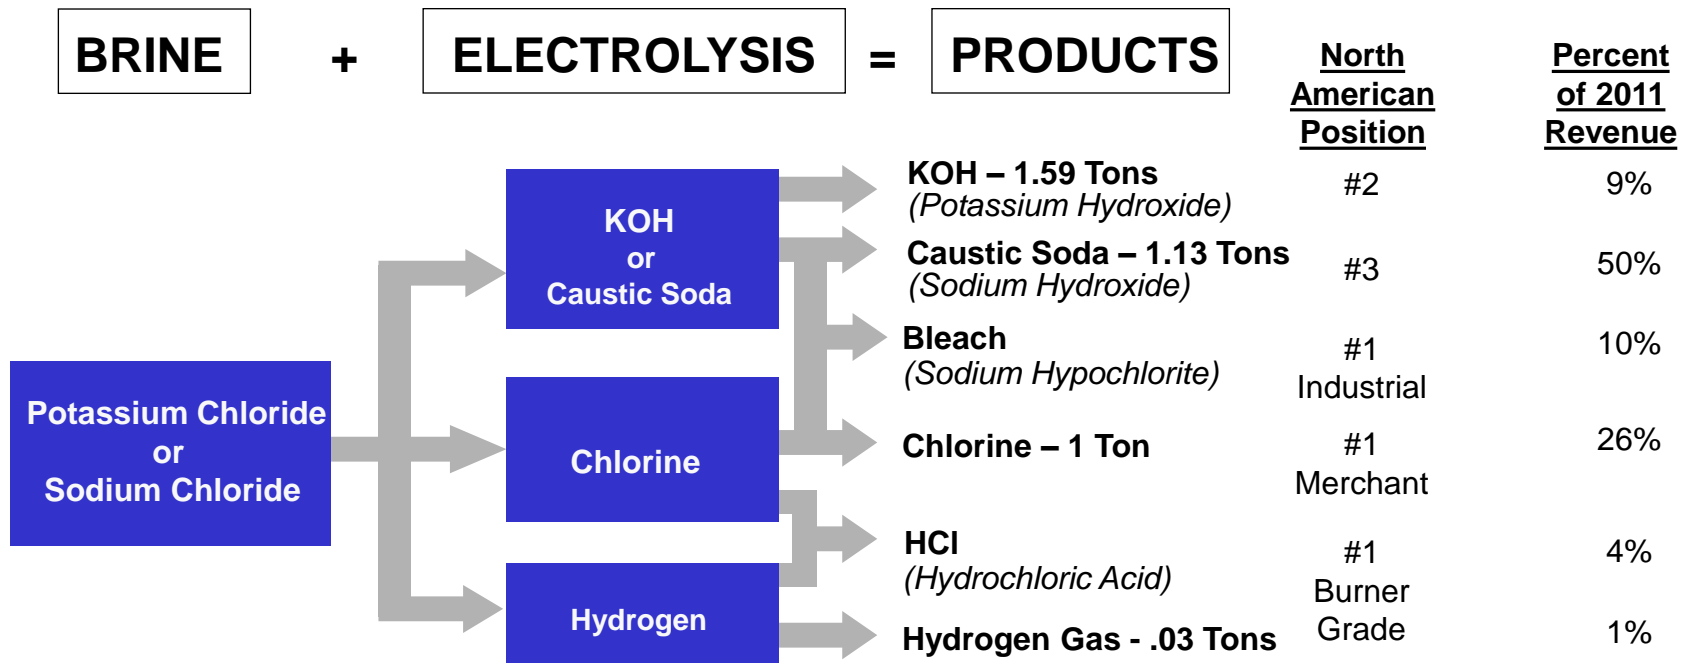 BRINE + ELECTROLYSIS = PRODUCTS
North
American
Position
Percent
of 2011
Revenue
Potassium Chloride
or
Sodium Chloride
KOH
or
Caustic Soda
Chlorine
Hydrogen
KOH – 1.59 Tons
(Potassium Hydroxide)
#2
9%
Caustic Soda – 1.13 Tons
(Sodium Hydroxide)
#3
50%
Bleach
(Sodium Hypochlorite)
#1
Industrial
10%
Chlorine – 1 Ton
#1
Merchant
26%
HCl
(Hydrochloric Acid)
#1
Burner
Grade
4%
Hydrogen Gas - .03 Tons
1%